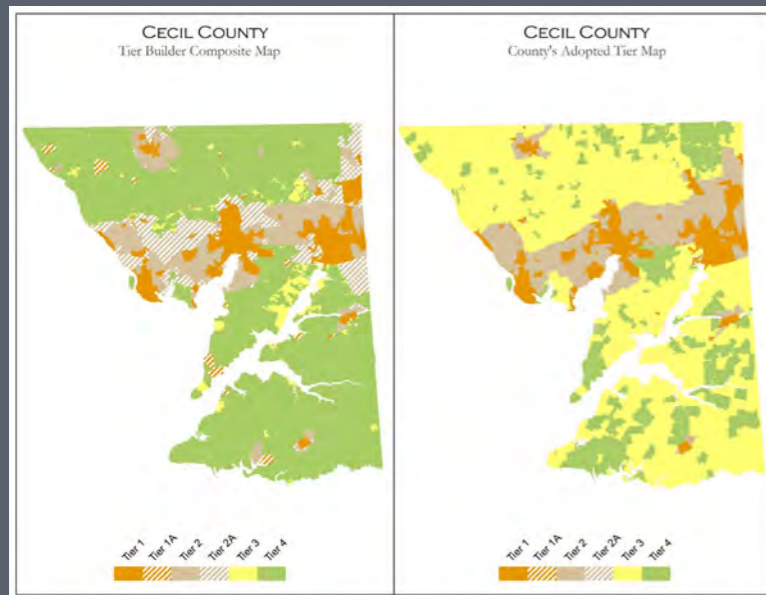 CECIL COUNTY
Tier Builder Composite Map
Tier 1
Tier 1A
Tier 2
Tier 2A
Tier 3
Tier 4
CECIL COUNTY
County's Adopted Tier Map
Tier 1
Tier 1A
Tier 2
Tier 2A
Tier 3
Tier 4